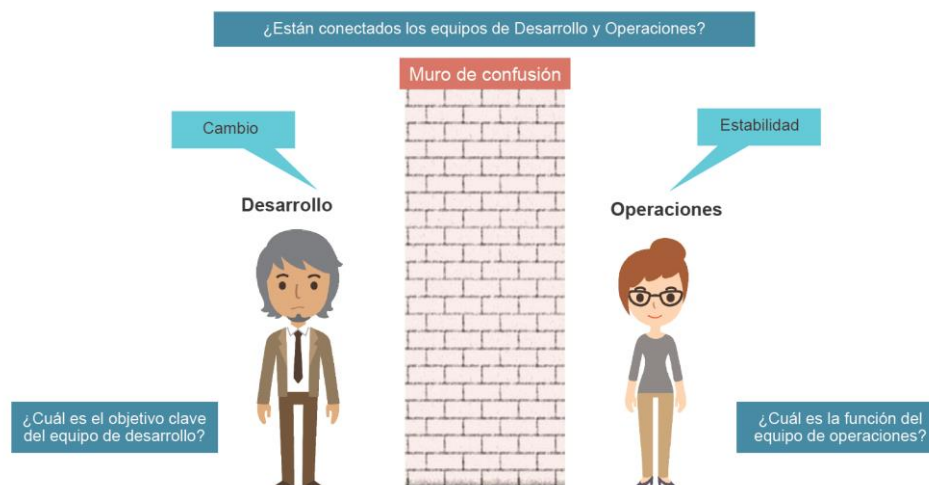 ¿Están conectados los equipos de Desarrollo y Operaciones?
Muro de confusión
Cambio
Estabilidad
Desarrollo
Operaciones
¿Cuál es el objetivo clave
del equipo de desarrollo?
¿Cuál es la función del
equipo de operaciones?